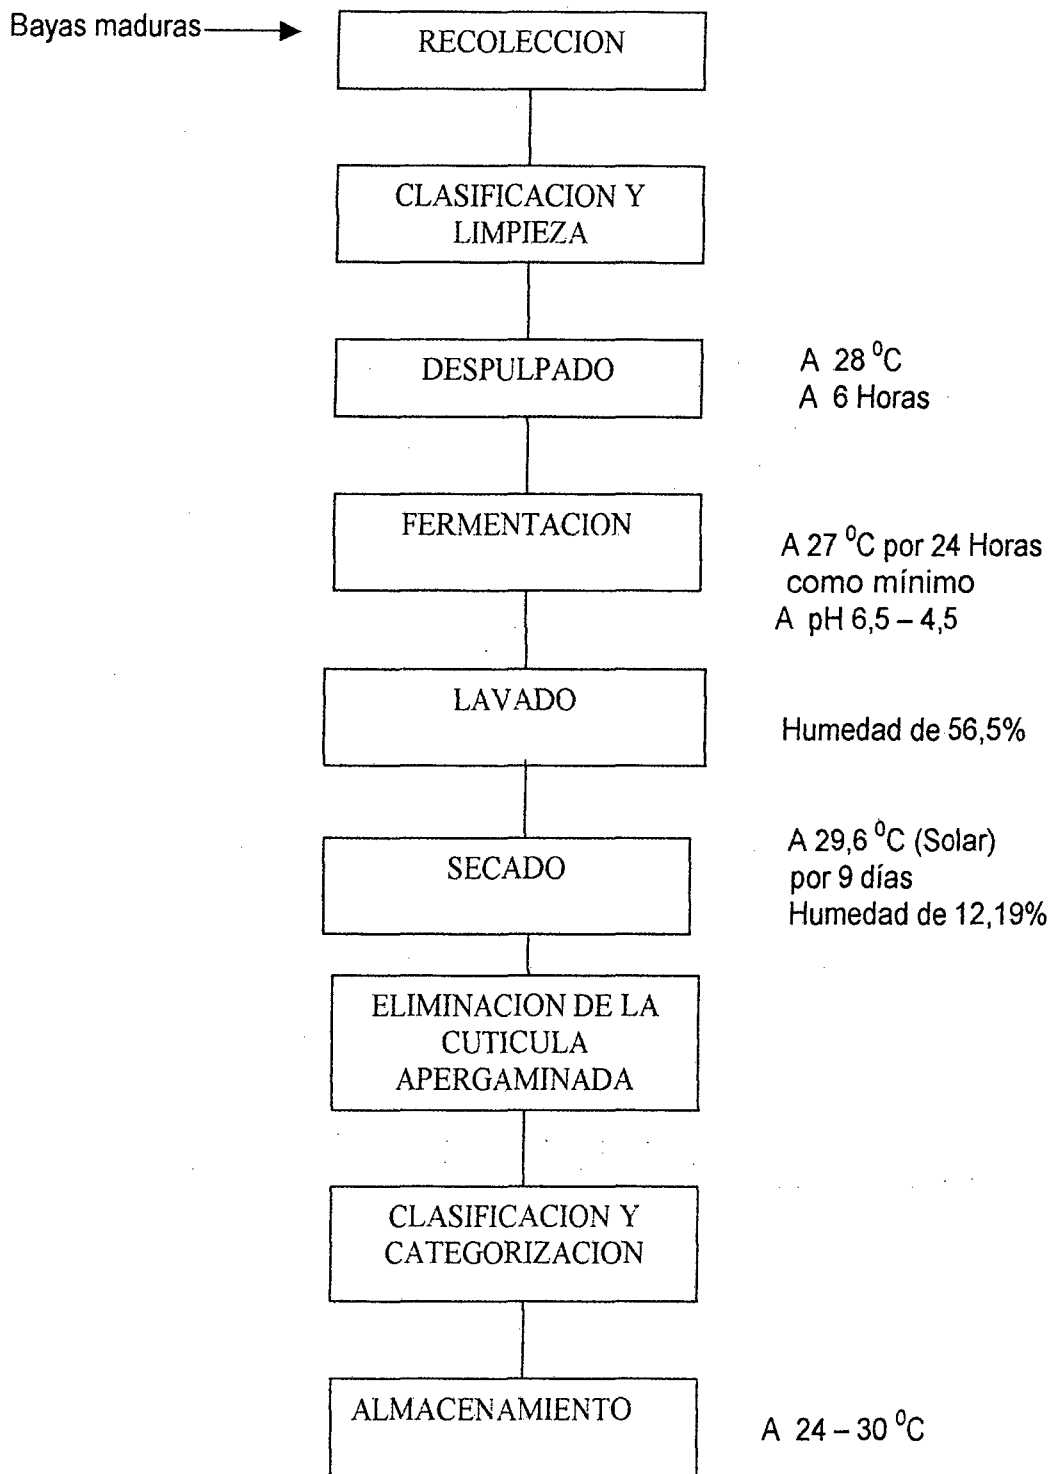 Bayas maduras
RECOLECCION
CLASIFICACION Y
LIMPIEZA
DESPULPADO
A 28 ⁰C
A 6 Horas
FERMENTACION
A 27 ⁰C por 24 Horas
como mínimo
A pH 6,5 – 4,5
LAVADO
Humedad de 56,5%
SECADO
A 29,6 ⁰C (Solar)
por 9 días
Humedad de 12,19%
ELIMINACION DE LA
CUTICULA
APERGAMINADA
CLASIFICACION Y
CATEGORIZACION
ALMACENAMIENTO
A 24 – 30 ⁰C